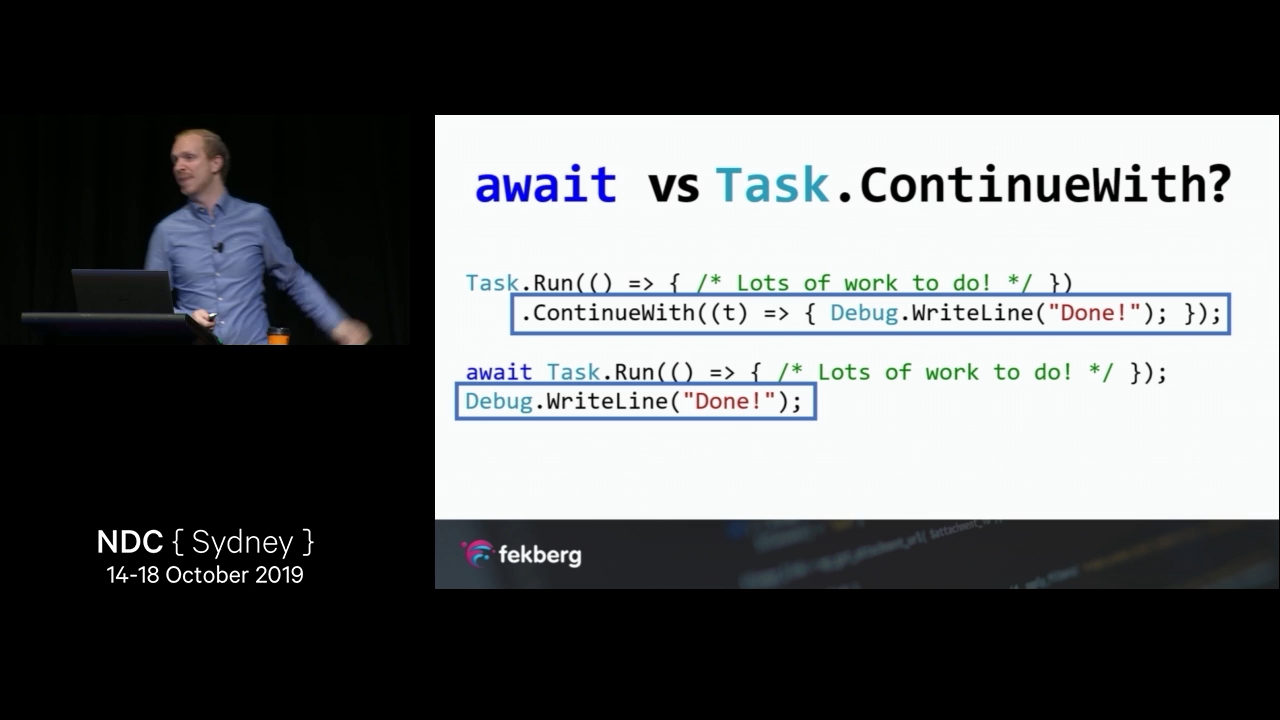 await vs Task.ContinueWith?
Task.Run(() => { /* Lots of work to do! */ })
.ContinueWith((t) => { Debug.WriteLine("Done!"); });
await Task.Run(() => { /* Lots of work to do! */ });
Debug.WriteLine("Done!");
fekberg
NDC { Sydney }
14-18 October 2019